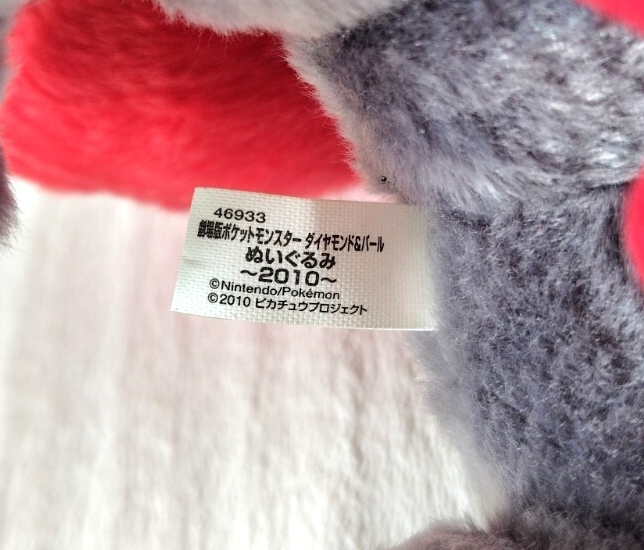 46933
劇場版ポケットモンスター ダイヤモンド&パール
ぬいぐるみ
～2010～
©Nintendo/Pokémon
©2010 ピカチュウプロジェクト